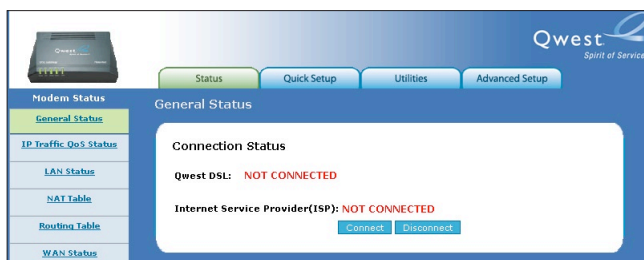 Qwest
Spirit of Service
Qwest
Status
Quick Setup
Utilities
Advanced Setup
Modem Status
General Status
General Status
IP Traffic QoS Status
LAN Status
NAT Table
Routing Table
WAN Status
Connection Status
Qwest DSL: NOT CONNECTED
Internet Service Provider(ISP): NOT CONNECTED
Connect Disconnect